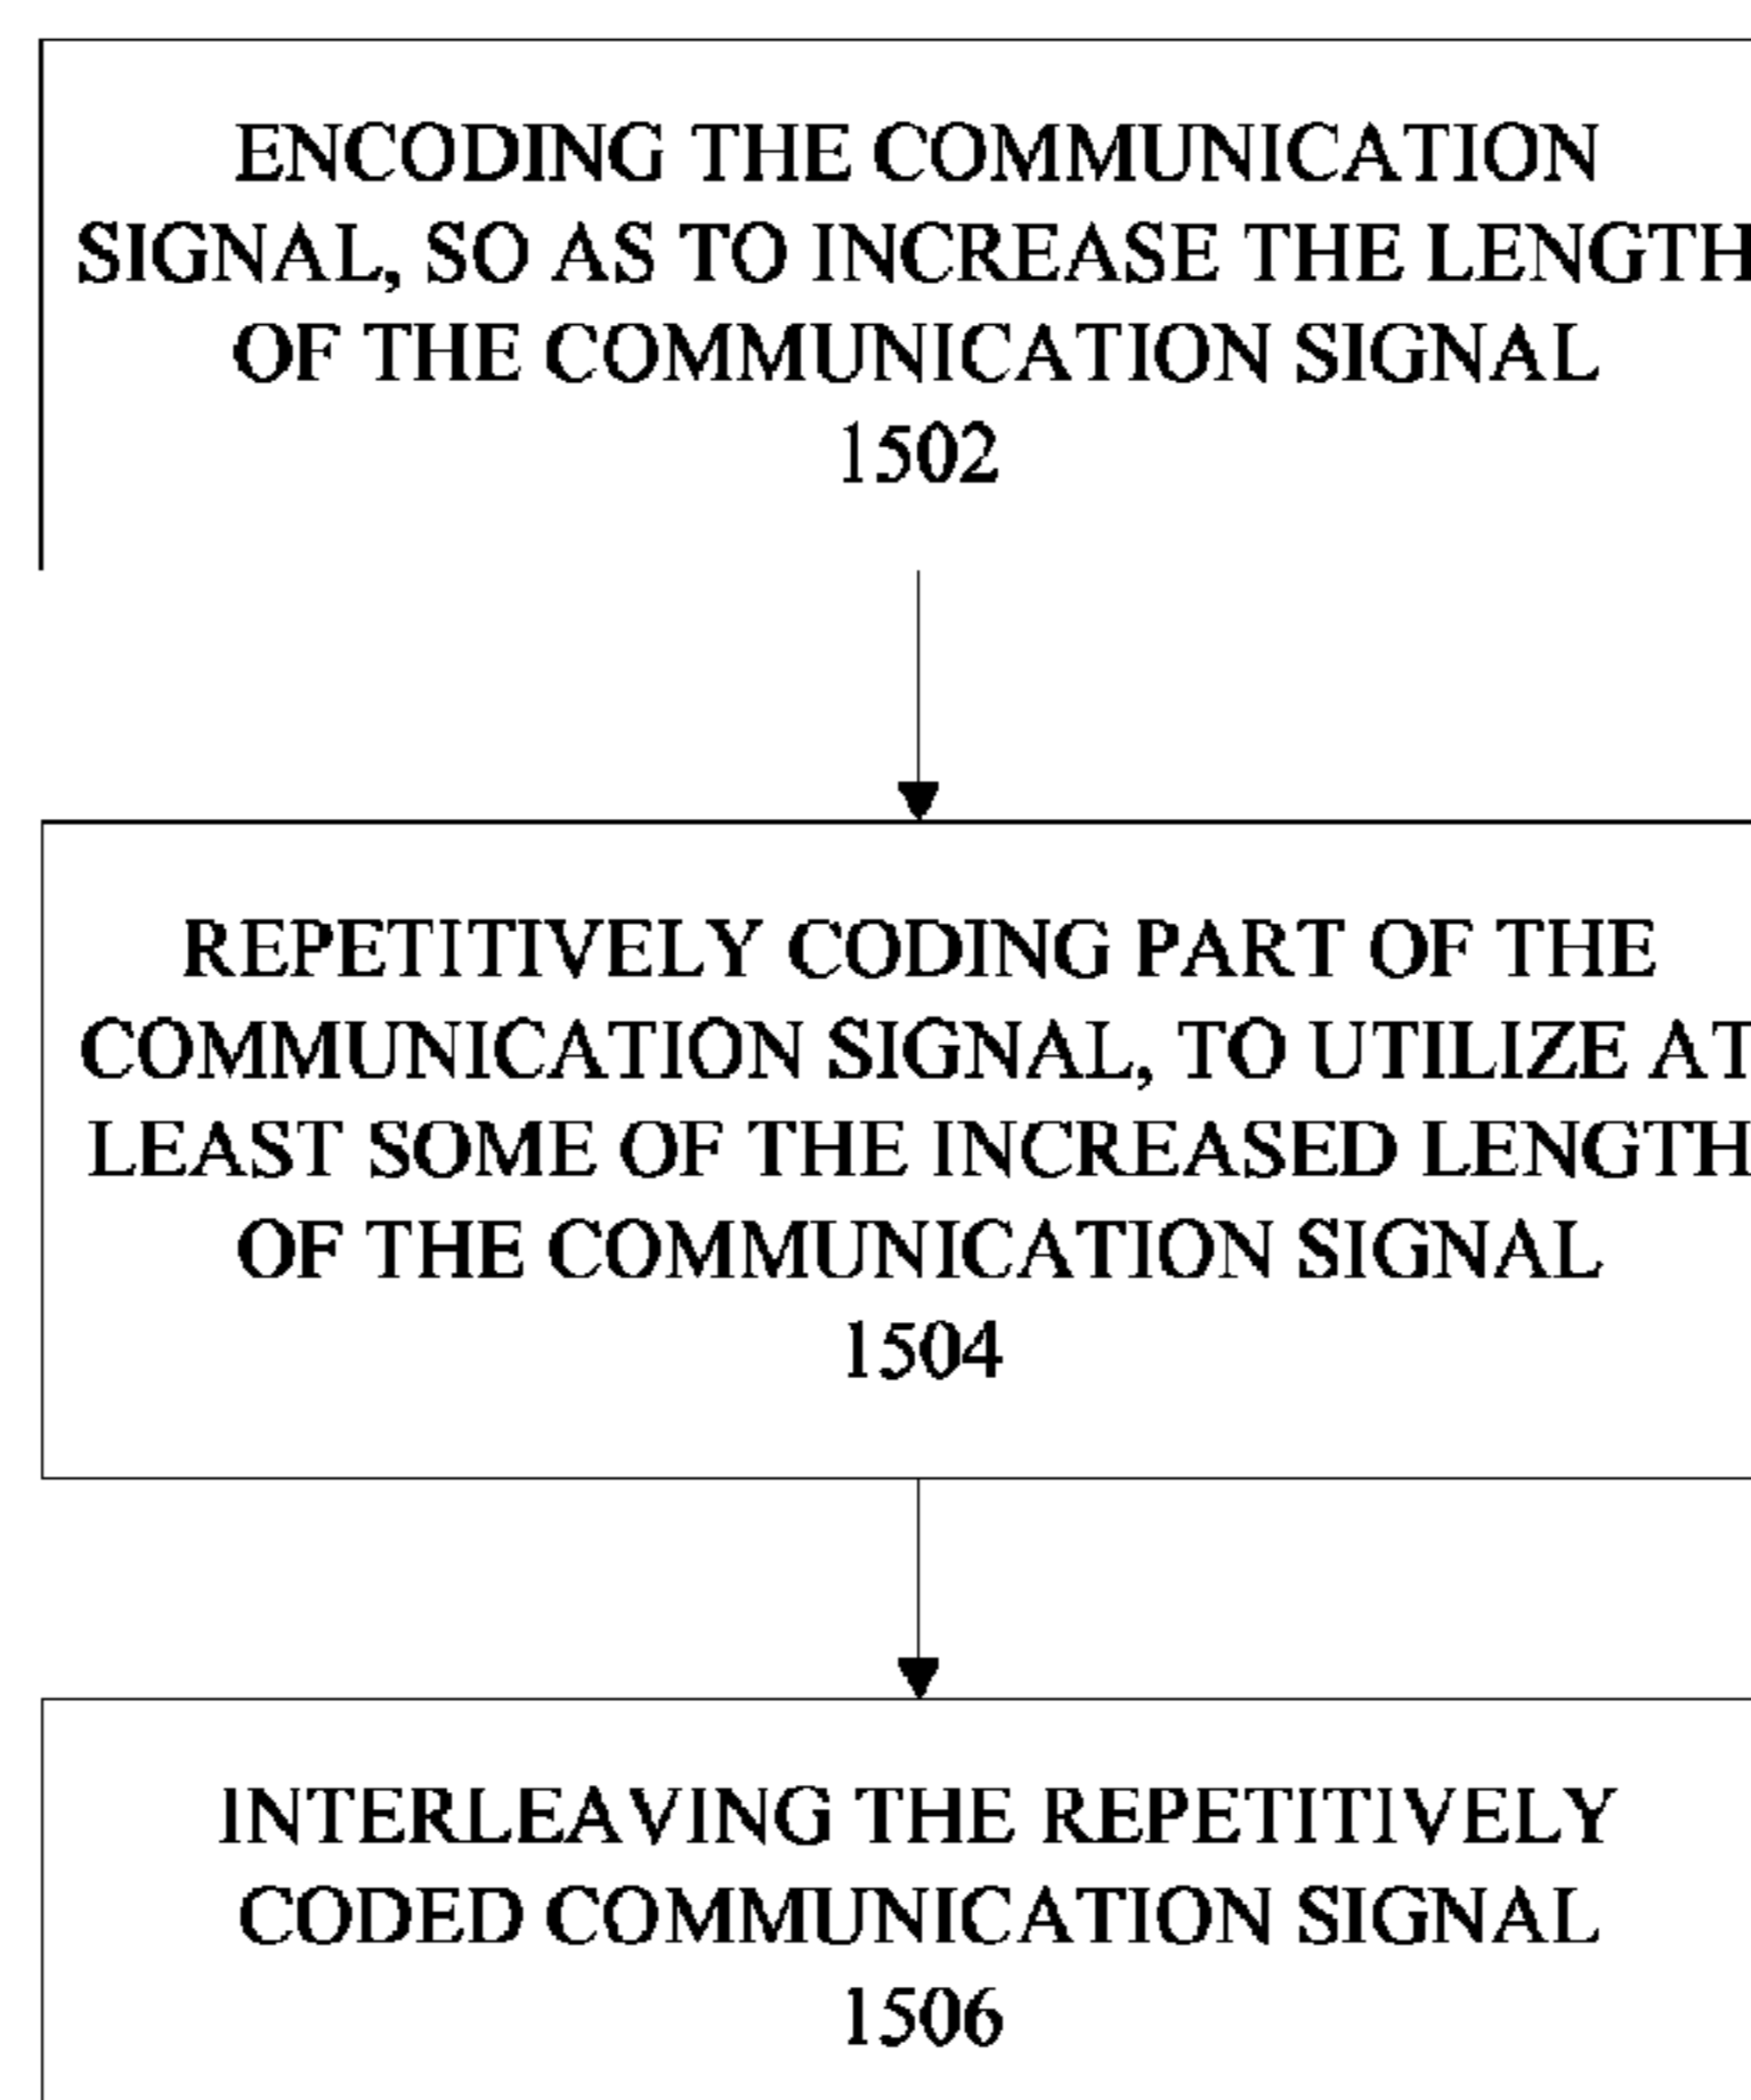 ENCODING THE COMMUNICATION
SIGNAL, SO AS TO INCREASE THE LENGTH
OF THE COMMUNICATION SIGNAL
1502
REPETITIVELY CODING PART OF THE
COMMUNICATION SIGNAL, TO UTILIZE AT
LEAST SOME OF THE INCREASED LENGTH
OF THE COMMUNICATION SIGNAL
1504
INTERLEAVING THE REPETITIVELY
CODED COMMUNICATION SIGNAL
1506